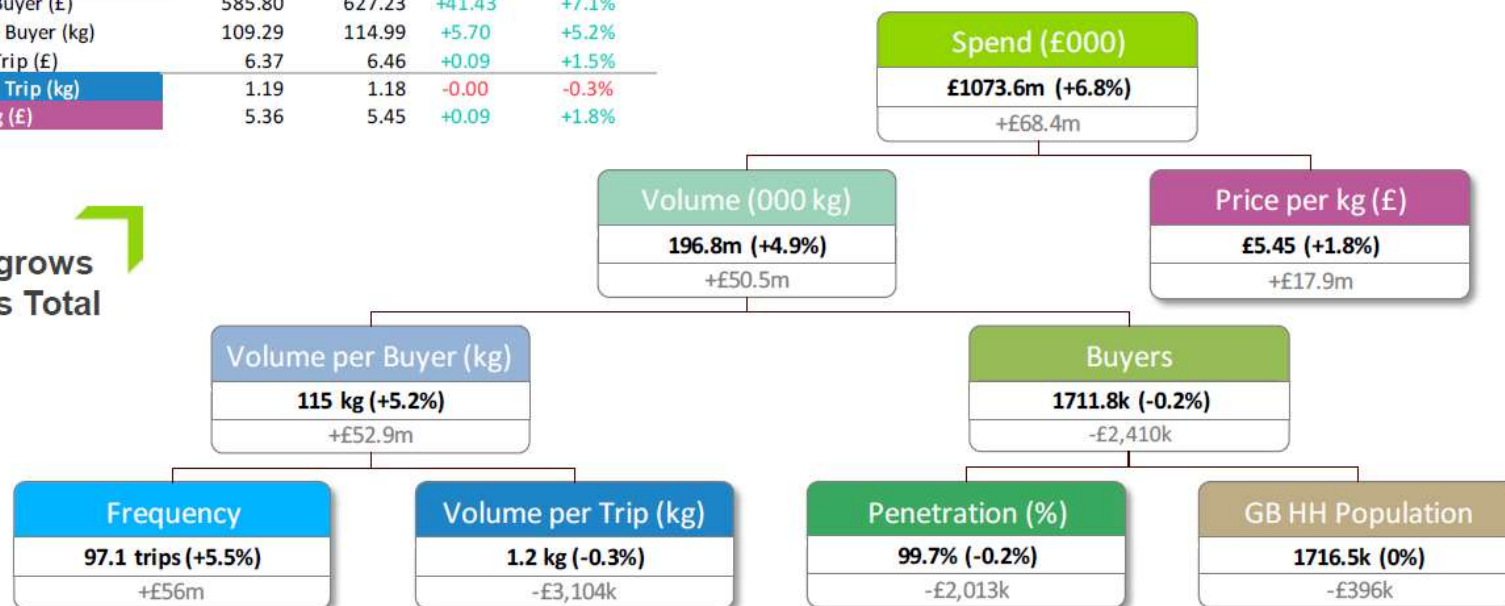 Buyer (£) 585.80 627.23 +41.43 +7.1%
Buyer (kg) 109.29 114.99 +5.70 +5.2%
Trip (£) 6.37 6.46 +0.09 +1.5%
Trip (kg) 1.19 1.18 -0.00 -0.3%
(£) 5.36 5.45 +0.09 +1.8%
Spend (£000)
£1073.6m (+6.8%)
+£68.4m
Volume (000 kg)
196.8m (+4.9%)
+£50.5m
Price per kg (£)
£5.45 (+1.8%)
+£17.9m
grows
s Total
Volume per Buyer (kg)
115 kg (+5.2%)
+£52.9m
Buyers
1711.8k (-0.2%)
-£2,410k
Frequency
97.1 trips (+5.5%)
+£56m
Volume per Trip (kg)
1.2 kg (-0.3%)
-£3,104k
Penetration (%)
99.7% (-0.2%)
-£2,013k
GB HH Population
1716.5k (0%)
-£396k